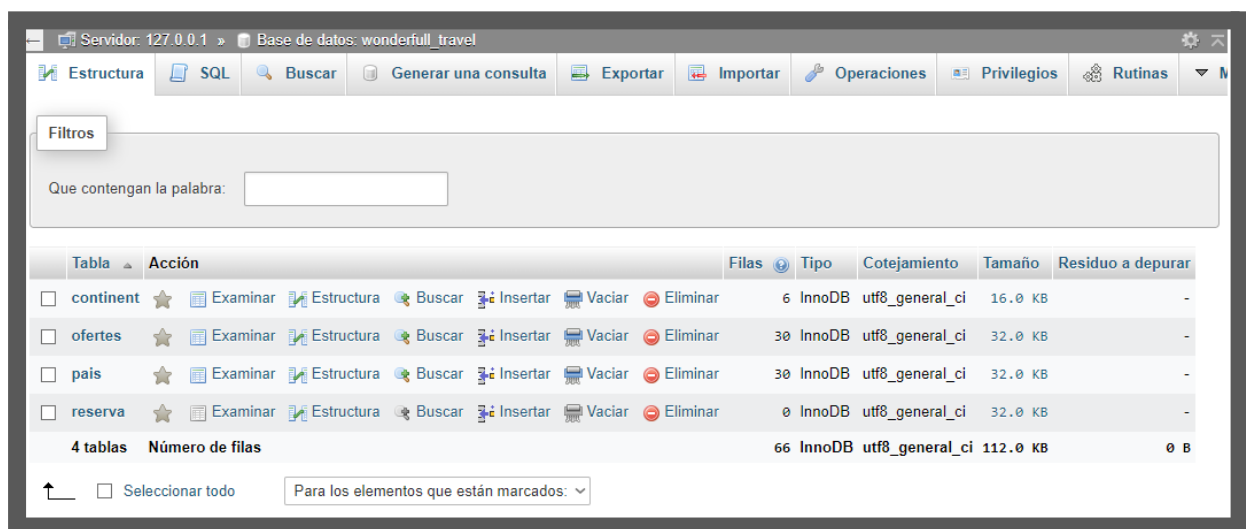 Servidor: 127.0.0.1 » Base de datos: wonderfull_travel
Estructura SQL Buscar Generar una consulta Exportar Importar Operaciones Privilegios Rutinas
Filtros
Que contengan la palabra:
Tabla Acción Filas Tipo Cotejamiento Tamaño Residuo a depurar
continent Examinar Estructura Buscar Insertar Vaciar Eliminar 6 InnoDB utf8_general_ci 16.0 KB -
ofertes Examinar Estructura Buscar Insertar Vaciar Eliminar 30 InnoDB utf8_general_ci 32.0 KB -
pais Examinar Estructura Buscar Insertar Vaciar Eliminar 30 InnoDB utf8_general_ci 32.0 KB -
reserva Examinar Estructura Buscar Insertar Vaciar Eliminar 0 InnoDB utf8_general_ci 32.0 KB -
4 tablas Número de filas 66 InnoDB utf8_general_ci 112.0 KB 0 B
Seleccionar todo Para los elementos que están marcados: